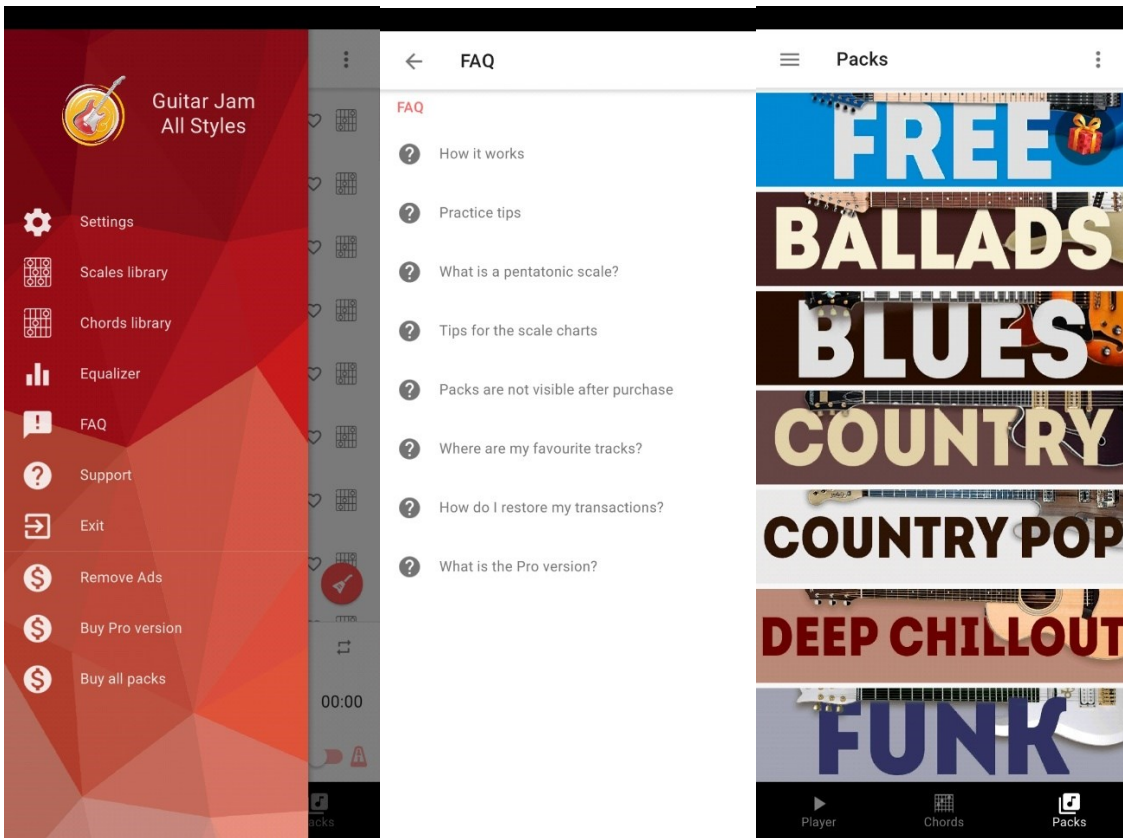 Guitar Jam
All Styles
Settings
Scales library
Chords library
Equalizer
FAQ
Support
Exit
Remove Ads
Buy Pro version
Buy all packs
00:00
acks
FAQ
FAQ
How it works
Practice tips
What is a pentatonic scale?
Tips for the scale charts
Packs are not visible after purchase
Where are my favourite tracks?
How do I restore my transactions?
What is the Pro version?
Packs
FREE
BALLADS
BLUES
COUNTRY
COUNTRY POP
DEEP CHILLOUT
FUNK
Player
Chords
Packs